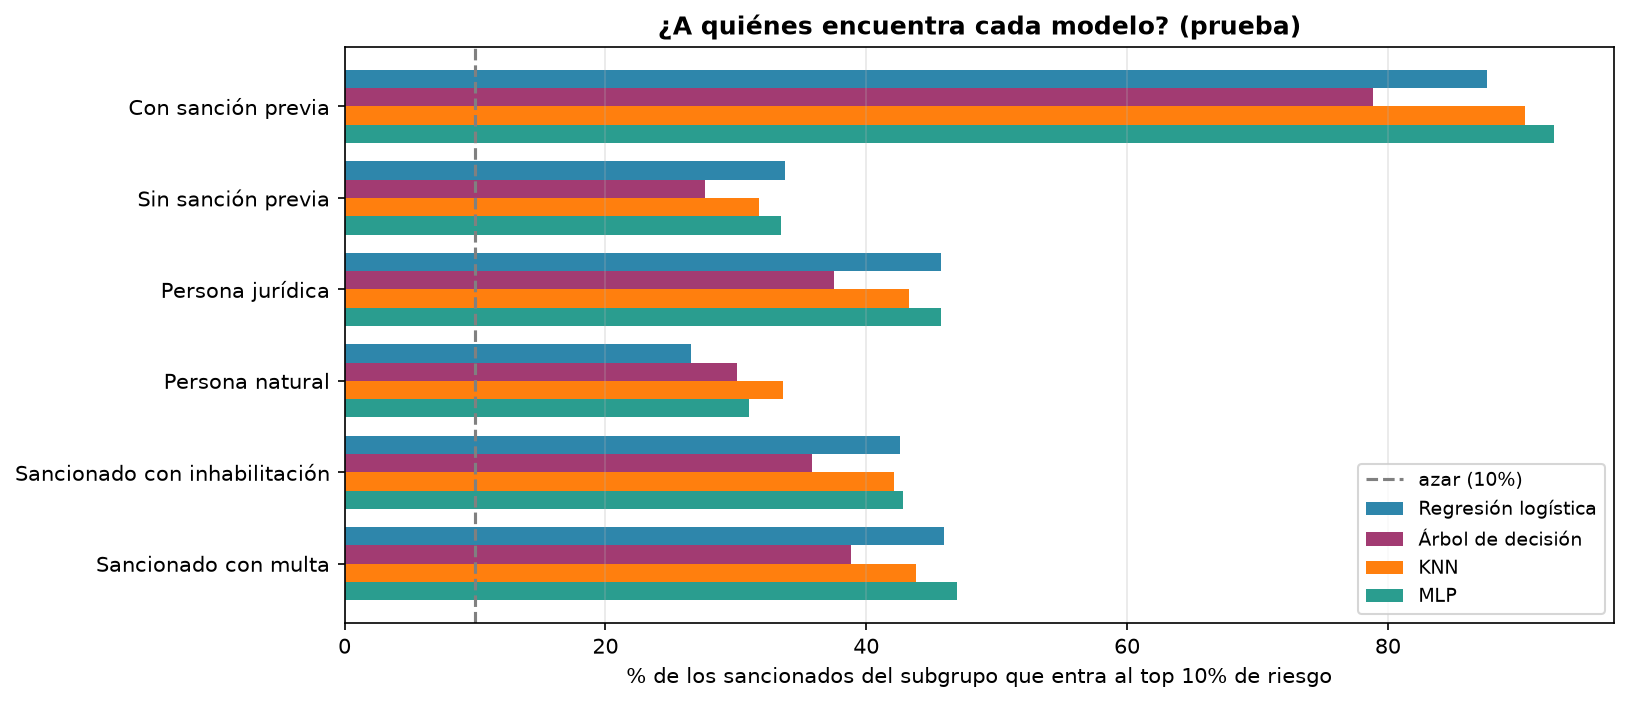 ¿A quiénes encuentra cada modelo? (prueba)
Con sanción previa
Sin sanción previa
Persona jurídica
Persona natural
Sancionado con inhabilitación
Sancionado con multa
azar (10%)
Regresión logística
Árbol de decisión
KNN
MLP
0 20 40 60 80
% de los sancionados del subgrupo que entra al top 10% de riesgo